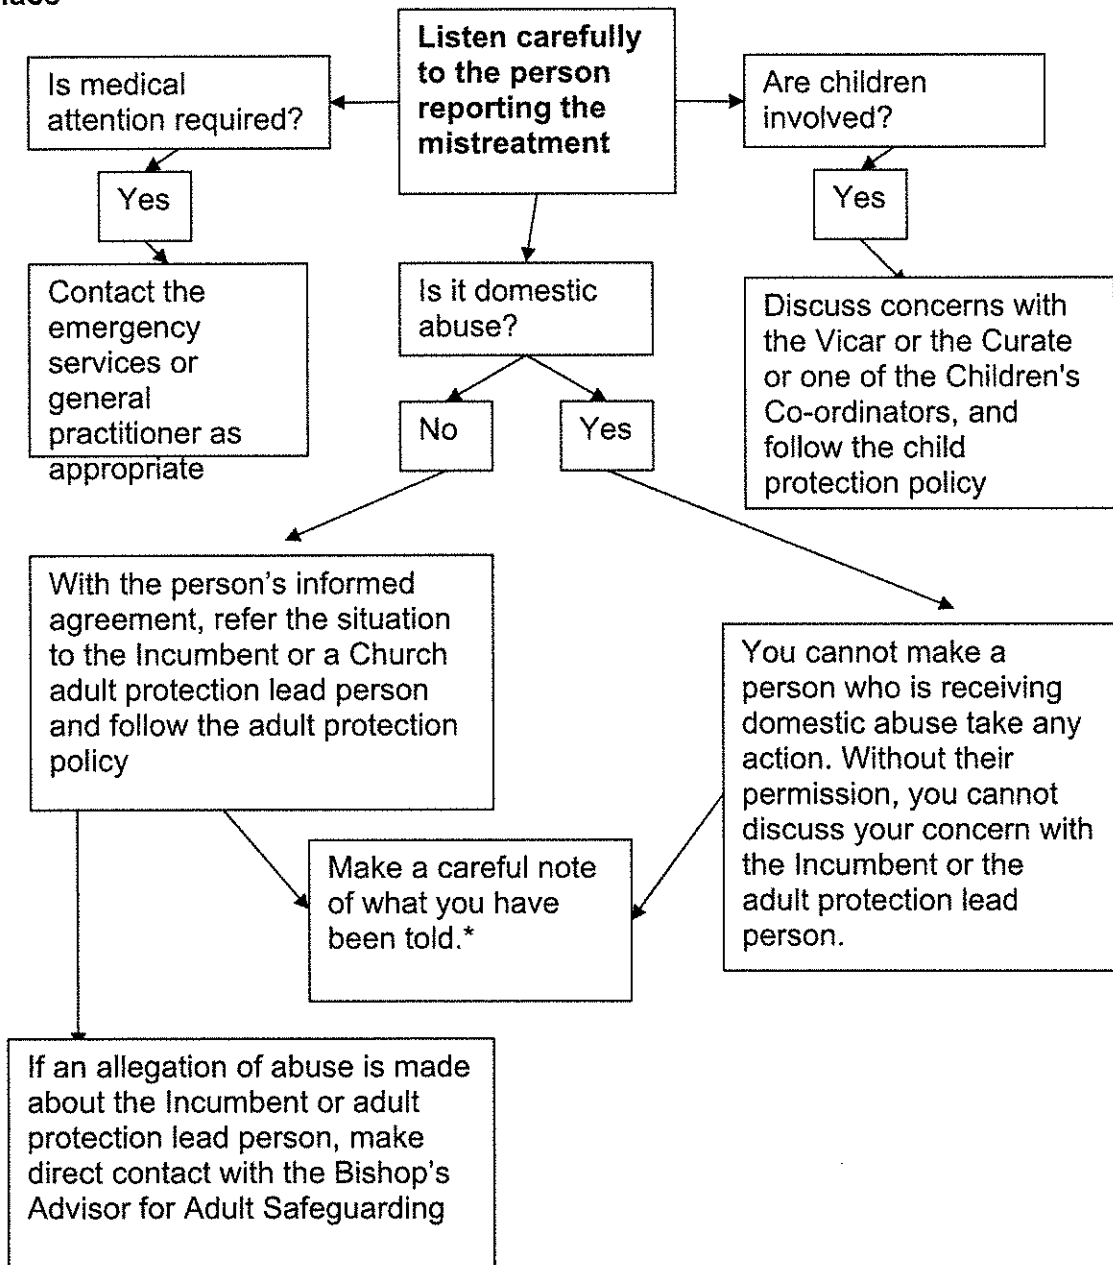 Listen carefully
to the person
reporting the
mistreatment
Is medical
attention required?
Are children
involved?
Yes
Yes
Contact the
emergency
services or
general
practitioner as
appropriate
Is it domestic
abuse?
Discuss concerns with
the Vicar or the Curate
or one of the Children's
Co-ordinators, and
follow the child
protection policy
No
Yes
With the person's informed
agreement, refer the situation
to the Incumbent or a Church
adult protection lead person
and follow the adult protection
policy
You cannot make a
person who is receiving
domestic abuse take any
action. Without their
permission, you cannot
discuss your concern with
the Incumbent or the
adult protection lead
person.
Make a careful note
of what you have
been told.*
If an allegation of abuse is made
about the Incumbent or adult
protection lead person, make
direct contact with the Bishop's
Advisor for Adult Safeguarding